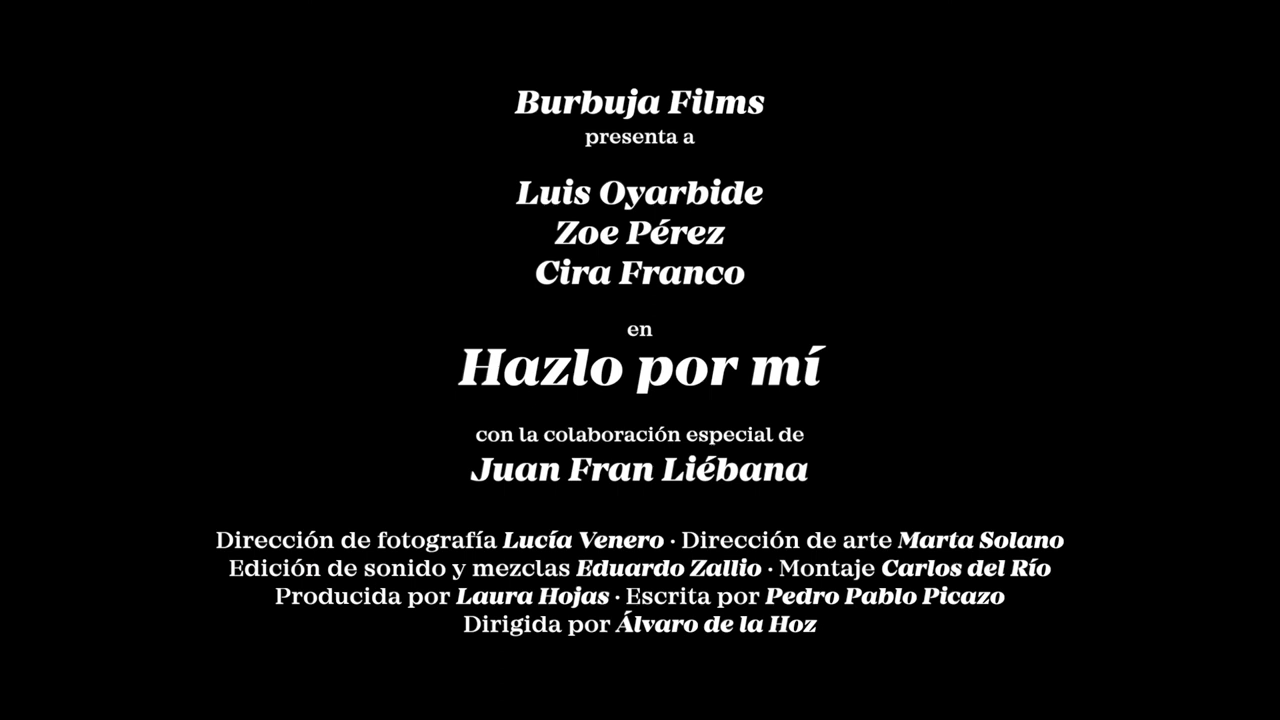 Burbuja Films
presenta a
Luis Oyarbide
Zoe Pérez
Cira Franco
en
Hazlo por mí
con la colaboración especial de
Juan Fran Liébana
Dirección de fotografía Lucía Venero · Dirección de arte Marta Solano
Edición de sonido y mezclas Eduardo Zallio · Montaje Carlos del Río
Producida por Laura Hojas · Escrita por Pedro Pablo Picazo
Dirigida por Álvaro de la Hoz